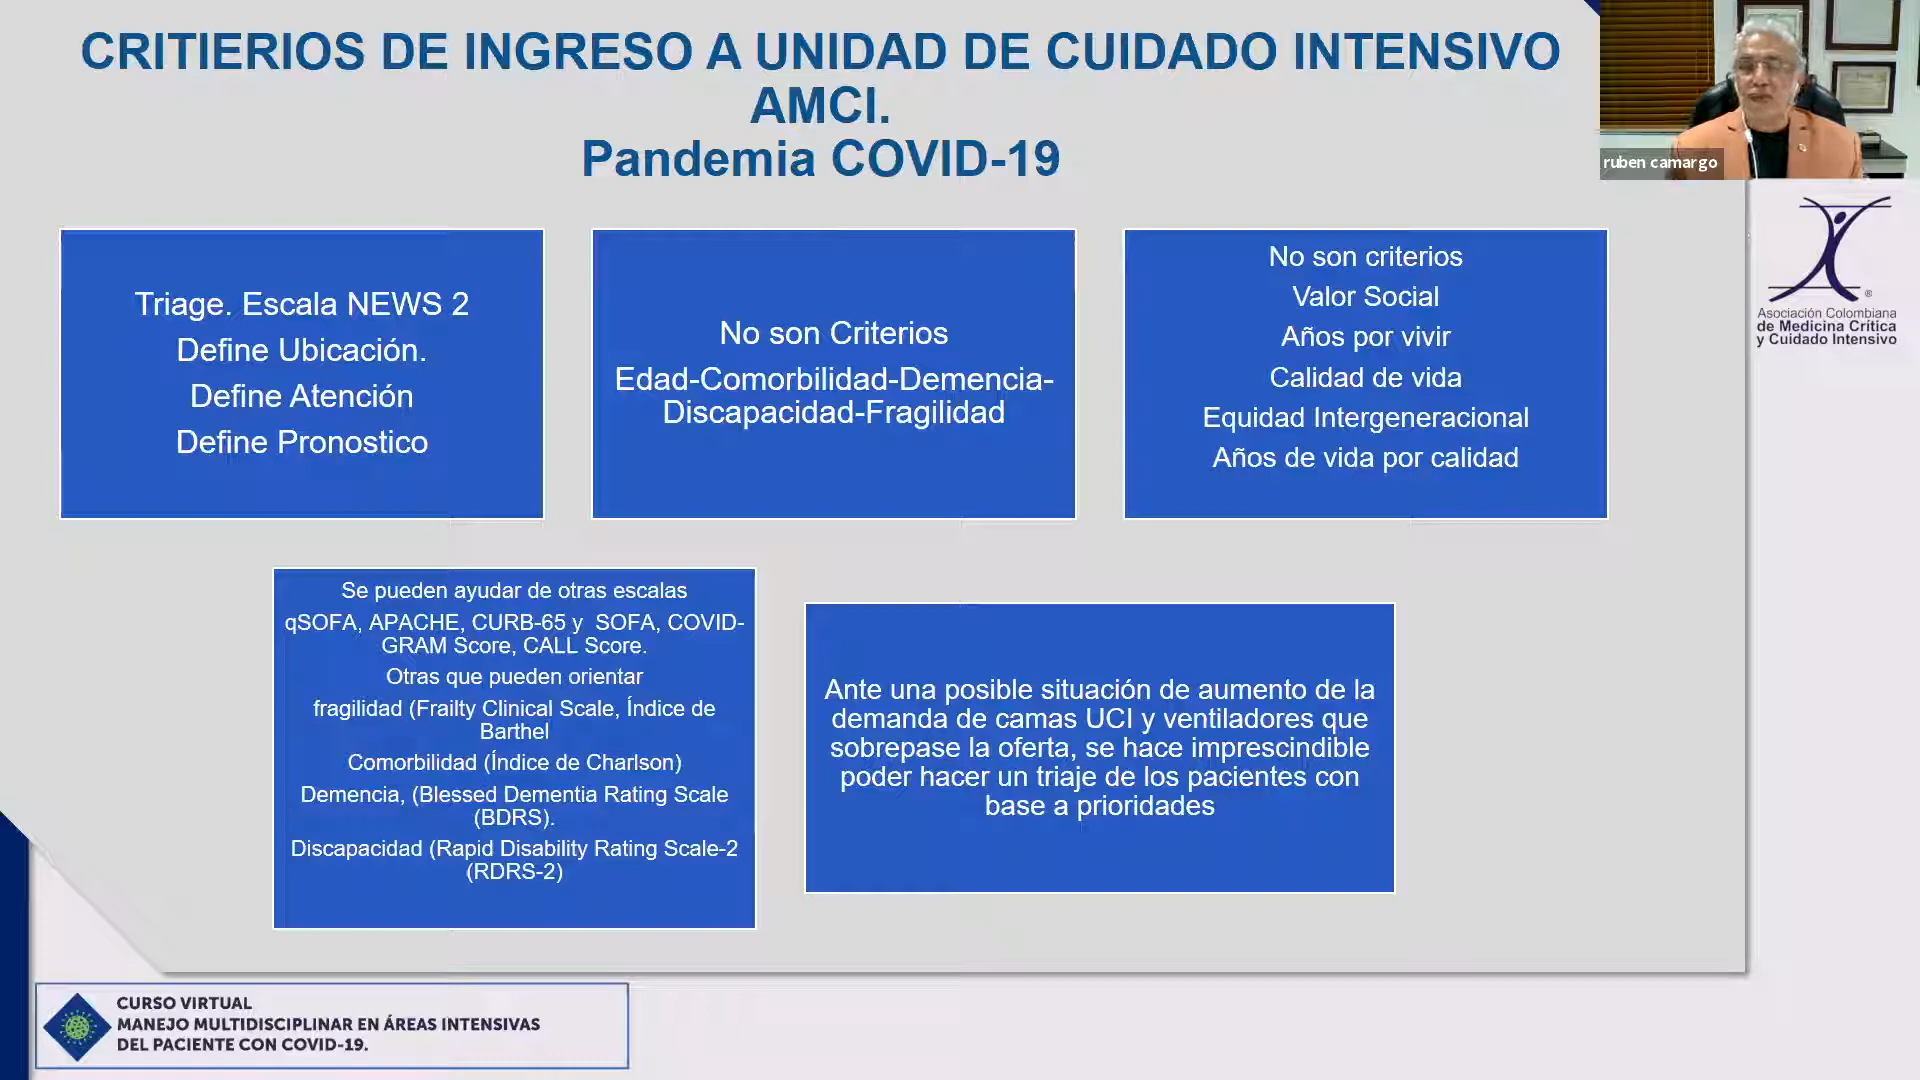 CRITIERIOS DE INGRESO A UNIDAD DE CUIDADO INTENSIVO
AMCI.
Pandemia COVID-19
ruben camargo
Asociación Colombiana
de Medicina Crítica
y Cuidado Intensivo
Triage. Escala NEWS 2
Define Ubicación.
Define Atención
Define Pronostico
No son Criterios
Edad-Comorbilidad-Demencia-
Discapacidad-Fragilidad
No son criterios
Valor Social
Años por vivir
Calidad de vida
Equidad Intergeneracional
Años de vida por calidad
Se pueden ayudar de otras escalas
qSOFA, APACHE, CURB-65 y SOFA, COVID-
GRAM Score, CALL Score.
Otras que pueden orientar
fragilidad (Frailty Clinical Scale, Índice de
Barthel
Comorbilidad (Índice de Charlson)
Demencia, (Blessed Dementia Rating Scale
(BDRS).
Discapacidad (Rapid Disability Rating Scale-2
(RDRS-2)
Ante una posible situación de aumento de la
demanda de camas UCI y ventiladores que
sobrepase la oferta, se hace imprescindible
poder hacer un triaje de los pacientes con
base a prioridades
CURSO VIRTUAL
MANEJO MULTIDISCIPLINAR EN ÁREAS INTENSIVAS
DEL PACIENTE CON COVID-19.